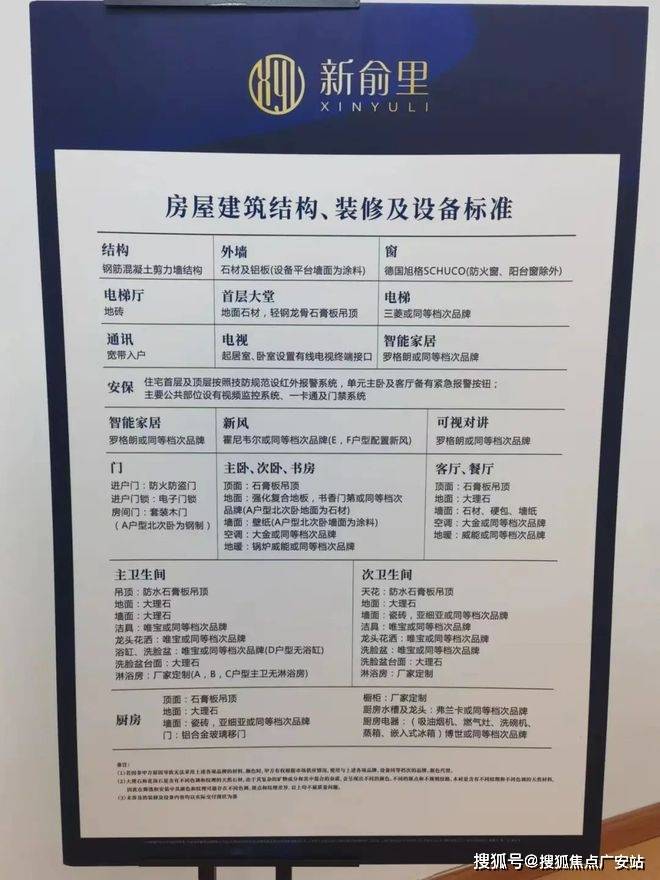 新俞里
XINYULI
房屋建筑结构、装修及设备标准
结构
钢筋混凝土剪力墙结构
外墙
石材及铝板(设备平台墙面为涂料)
窗
德国旭格SCHUCO(防火窗、阳台窗除外)
电梯厅
地砖
首层大堂
地面石材，轻钢龙骨石膏板吊顶
电梯
三菱或同等档次品牌
通讯
宽带入户
电视
起居室、卧室设置有线电视终端接口
智能家居
罗格朗或同等档次品牌
安保
住宅首层及顶层按照技防规范设红外报警系统，单元主卧及客厅备有紧急报警按钮；
主要公共部位设有视频监控系统、一卡通及门禁系统
智能家居
罗格朗或同等档次品牌
新风
霍尼韦尔或同等档次品牌(E，F户型配置新风)
可视对讲
罗格朗或同等档次品牌
门
进户门：防火防盗门
进户门锁：电子门锁
房间门：套装木门
（A户型北次卧为钢制）
主卧、次卧、书房
顶面：石膏板吊顶
地面：强化复合地板，书香门第或同等档次
品牌(A户型北次卧地面为石材)
墙面：壁纸(A户型北次卧墙面为涂料)
空调：大金或同等档次品牌
地暖：锅炉威能或同等档次品牌
客厅、餐厅
顶面：石膏板吊顶
地面：大理石
墙面：石材、硬包、墙纸
空调：大金或同等档次品牌
地暖：威能或同等档次品牌
主卫生间
吊顶：防水石膏板吊顶
地面：大理石
墙面：大理石
洁具：唯宝或同等档次品牌
龙头花洒：唯宝或同等档次品牌
浴缸、洗脸盆：唯宝或同等档次品牌(D户型无浴缸)
洗脸盆台面：大理石
淋浴房：厂家定制(A，B，C户型主卫无淋浴房)
次卫生间
天花：防水石膏板吊顶
地面：大理石
墙面：瓷砖，亚细亚或同等档次品牌
洁具：唯宝或同等档次品牌
龙头花洒：唯宝或同等档次品牌
洗脸盆：唯宝或同等档次品牌
洗脸盆台面：大理石
淋浴房：厂家定制
厨房
顶面：石膏板吊顶
地面：大理石
墙面：瓷砖，亚细亚或同等档次品牌
门：铝合金玻璃移门
橱柜：厂家定制
厨房水槽及龙头：弗兰卡或同等档次品牌
厨房电器：（吸油烟机、燃气灶、洗碗机、
蒸箱、嵌入式冰箱）博世或同等档次品牌
备注：
(3)未涉及的装修及设备内容均以实际交付现状为准
搜狐号@搜狐焦点广安站